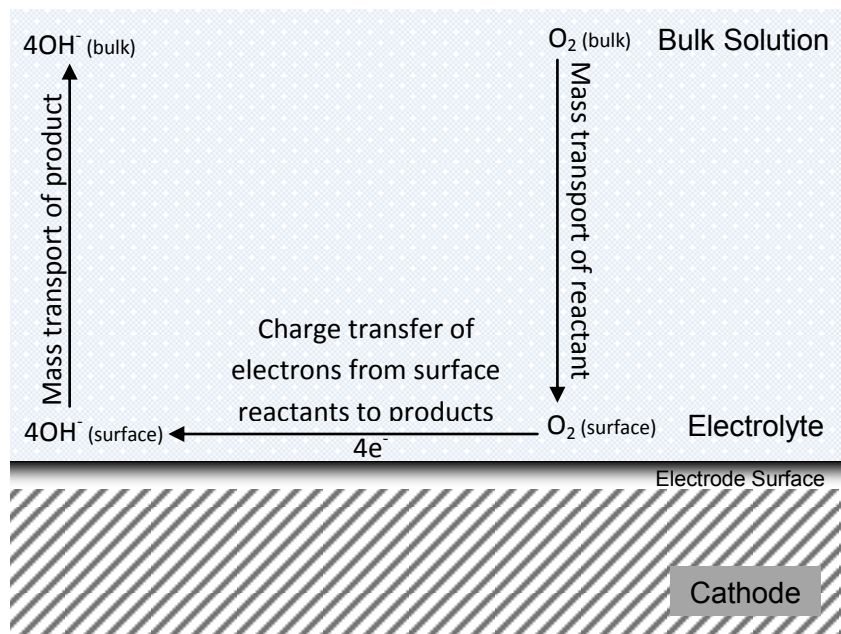 4OH⁻ (bulk)
O₂ (bulk)
Bulk Solution
Mass transport of product
Mass transport of reactant
Charge transfer of
electrons from surface
reactants to products
4OH⁻ (surface)
4e⁻
O₂ (surface)
Electrolyte
Electrode Surface
Cathode